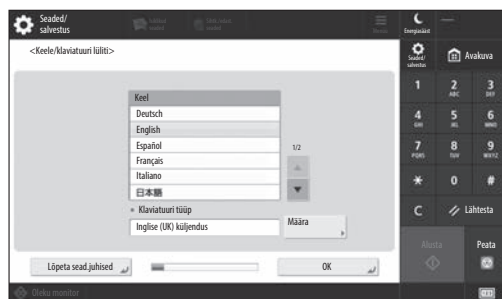 Seaded/
salvestus
Energiasääst
<Keele/klaviatuuri lüliti>
Seaded/
salvestus
Avakuva
Keel
Deutsch
English
Español
Français
Italiano
日本語
1/2
• Klaviatuuri tüüp
Inglise (UK) küljendus
Määra
Lõpeta sead.juhised
OK
Oleku monitor
1
2 ABC
3 DEF
4 GHI
5 JKL
6 MNO
7 PQRS
8 TUV
9 WXYZ
*
0
#
C
Lähtesta
Alusta
Peata